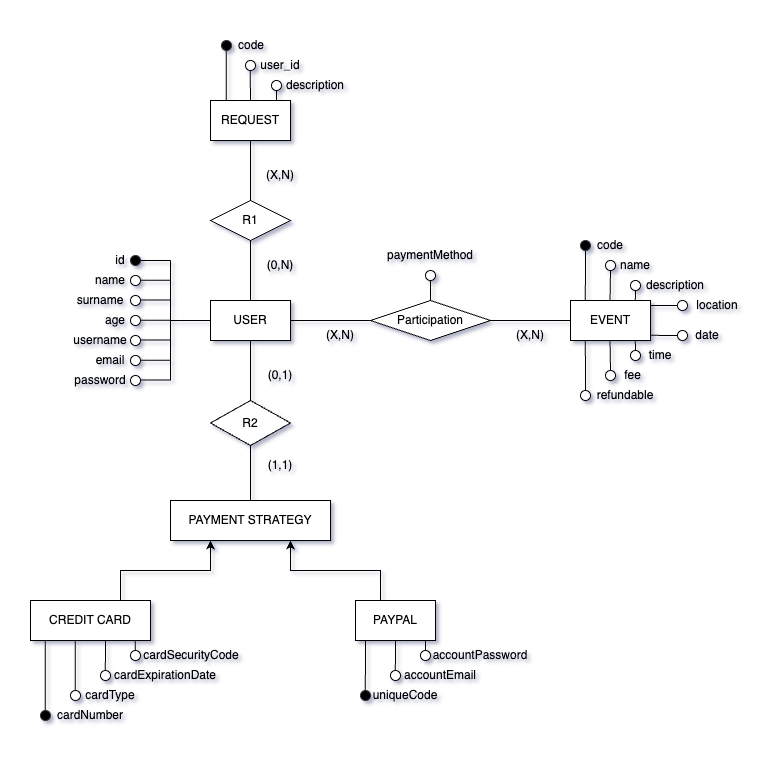 code
user_id
description
REQUEST
(X,N)
R1
(0,N)
id
name
surname
age
username
email
password
USER
(X,N)
paymentMethod
Participation
(X,N)
code
name
description
location
EVENT
date
time
fee
refundable
(0,1)
R2
(1,1)
PAYMENT STRATEGY
CREDIT CARD
cardSecurityCode
cardExpirationDate
cardType
cardNumber
PAYPAL
accountPassword
accountEmail
uniqueCode